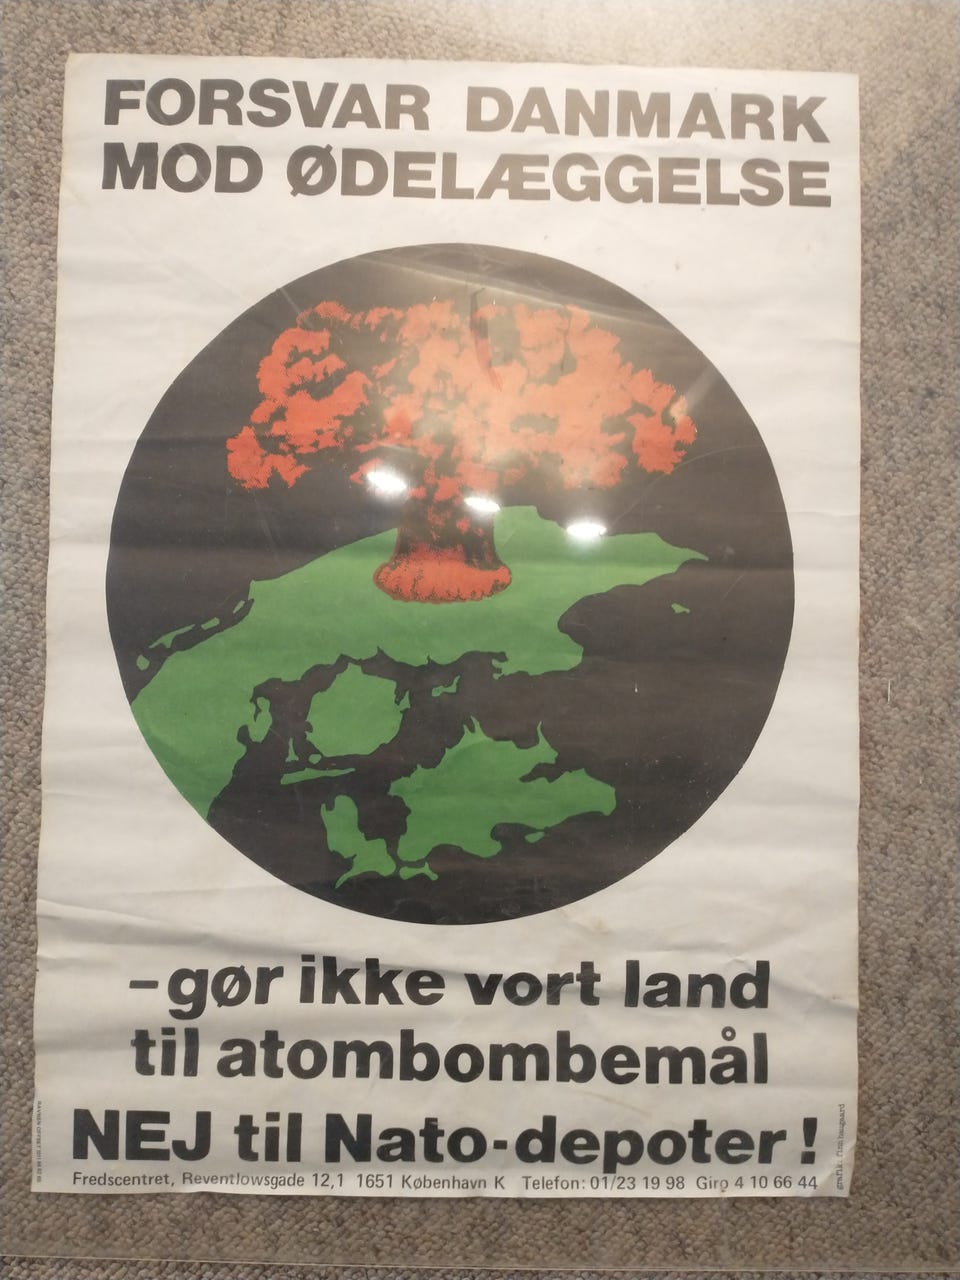 FORSVAR DANMARK
MOD ØDELÆGGELSE
–gør ikke vort land
til atombombemål
NEJ til Nato-depoter!
Fredscentret, Reventlowsgade 12,1 1651 København K Telefon: 01/23 19 98 Giro 4 10 66 44
grafik: